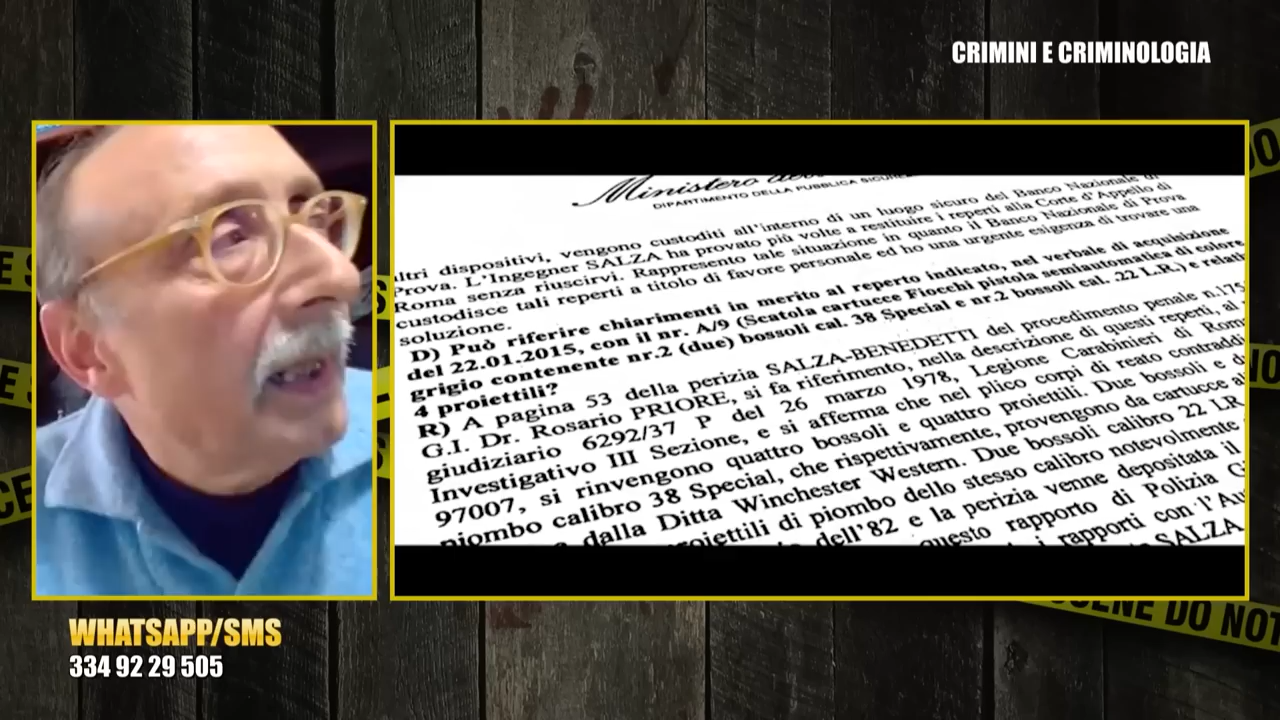 CRIMINI E CRIMINOLOGIA
Ministero
DIPARTIMENTO DELLA PUBBLICA
altri dispositivi, vengono custoditi all'interno di un luogo sicuro del Banco Nazionale di
Prova. L'Ingegner SALZA ha provato più volte a restituire i reperti alla Corte d'Appello di
Roma senza riuscirvi. Rappresento tale situazione in quanto il Banco Nazionale di Prova
custodisce tali reperti a titolo di favore personale ed ho una urgente esigenza di trovare una
soluzione.
D) Può riferire chiarimenti in merito al reperto indicato, nel verbale di acquisizione
del 22.01.2015, con il nr. A/9 (Scatola cartucce Fiocchi pistola semiautomatica di colore
grigio contenente nr.2 (due) bossoli cal. 38 Special e nr.2 bossoli cal. .22 L.R.) e relati
4 proiettili?
R) A pagina 53 della perizia SALZA-BENEDETTI del procedimento penale n.175
G.I. Dr. Rosario PRIORE, si fa riferimento, nella descrizione di questi reperti, al
giudiziario 6292/37 P del 26 marzo 1978, Legione Carabinieri di Rom
Investigativo III Sezione, e si afferma che nel plico corpi di reato contraddi
97007, si rinvengono quattro bossoli e quattro proiettili. Due bossoli e d
piombo calibro 38 Special, che rispettivamente, provengono da cartucce a
dalla Ditta Winchester Western. Due bossoli calibro 22 LR
oiettili di piombo dello stesso calibro notevolmente
dell'82 e la perizia venne depositata il
questo rapporto di Polizia G
i rapporti con l'Au
SALZA
E S
CE
SCENE DO NOT
WHATSAPP/SMS
334 92 29 505